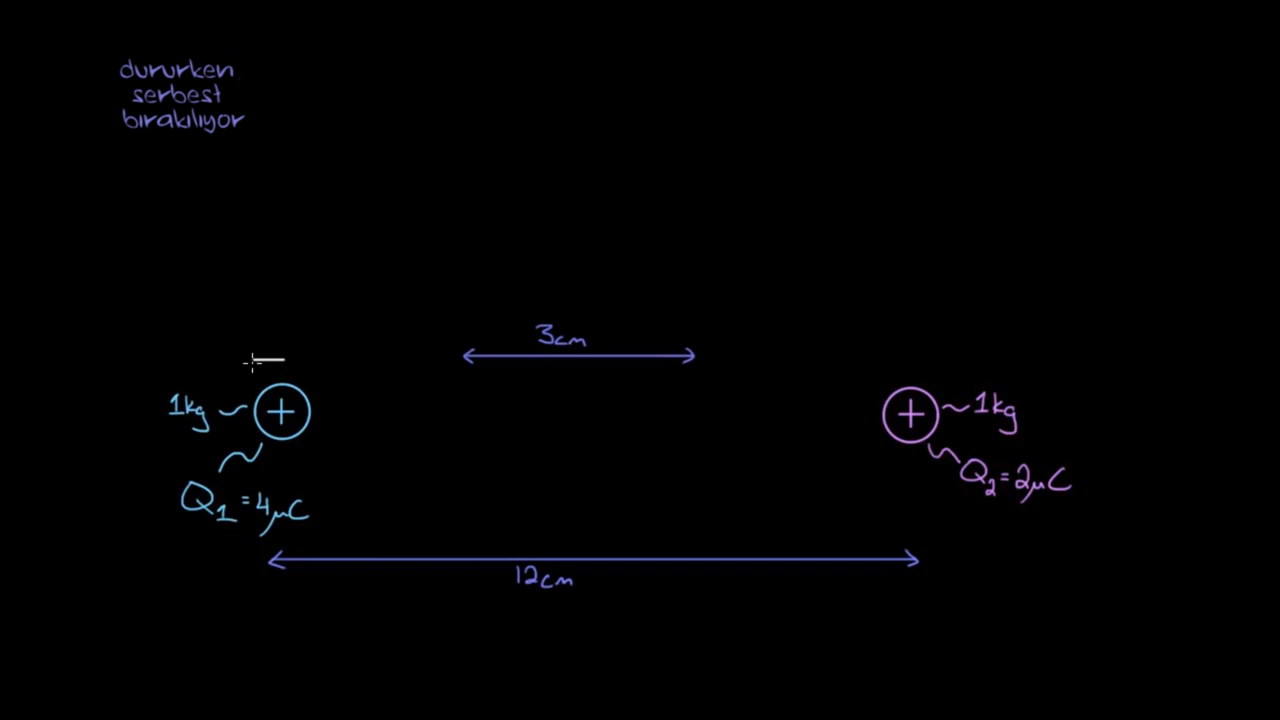 dururken
serbest
bırakılıyor
3cm
1kg
+
+
1kg
Q₁=4μC
Q₂=2μC
12cm